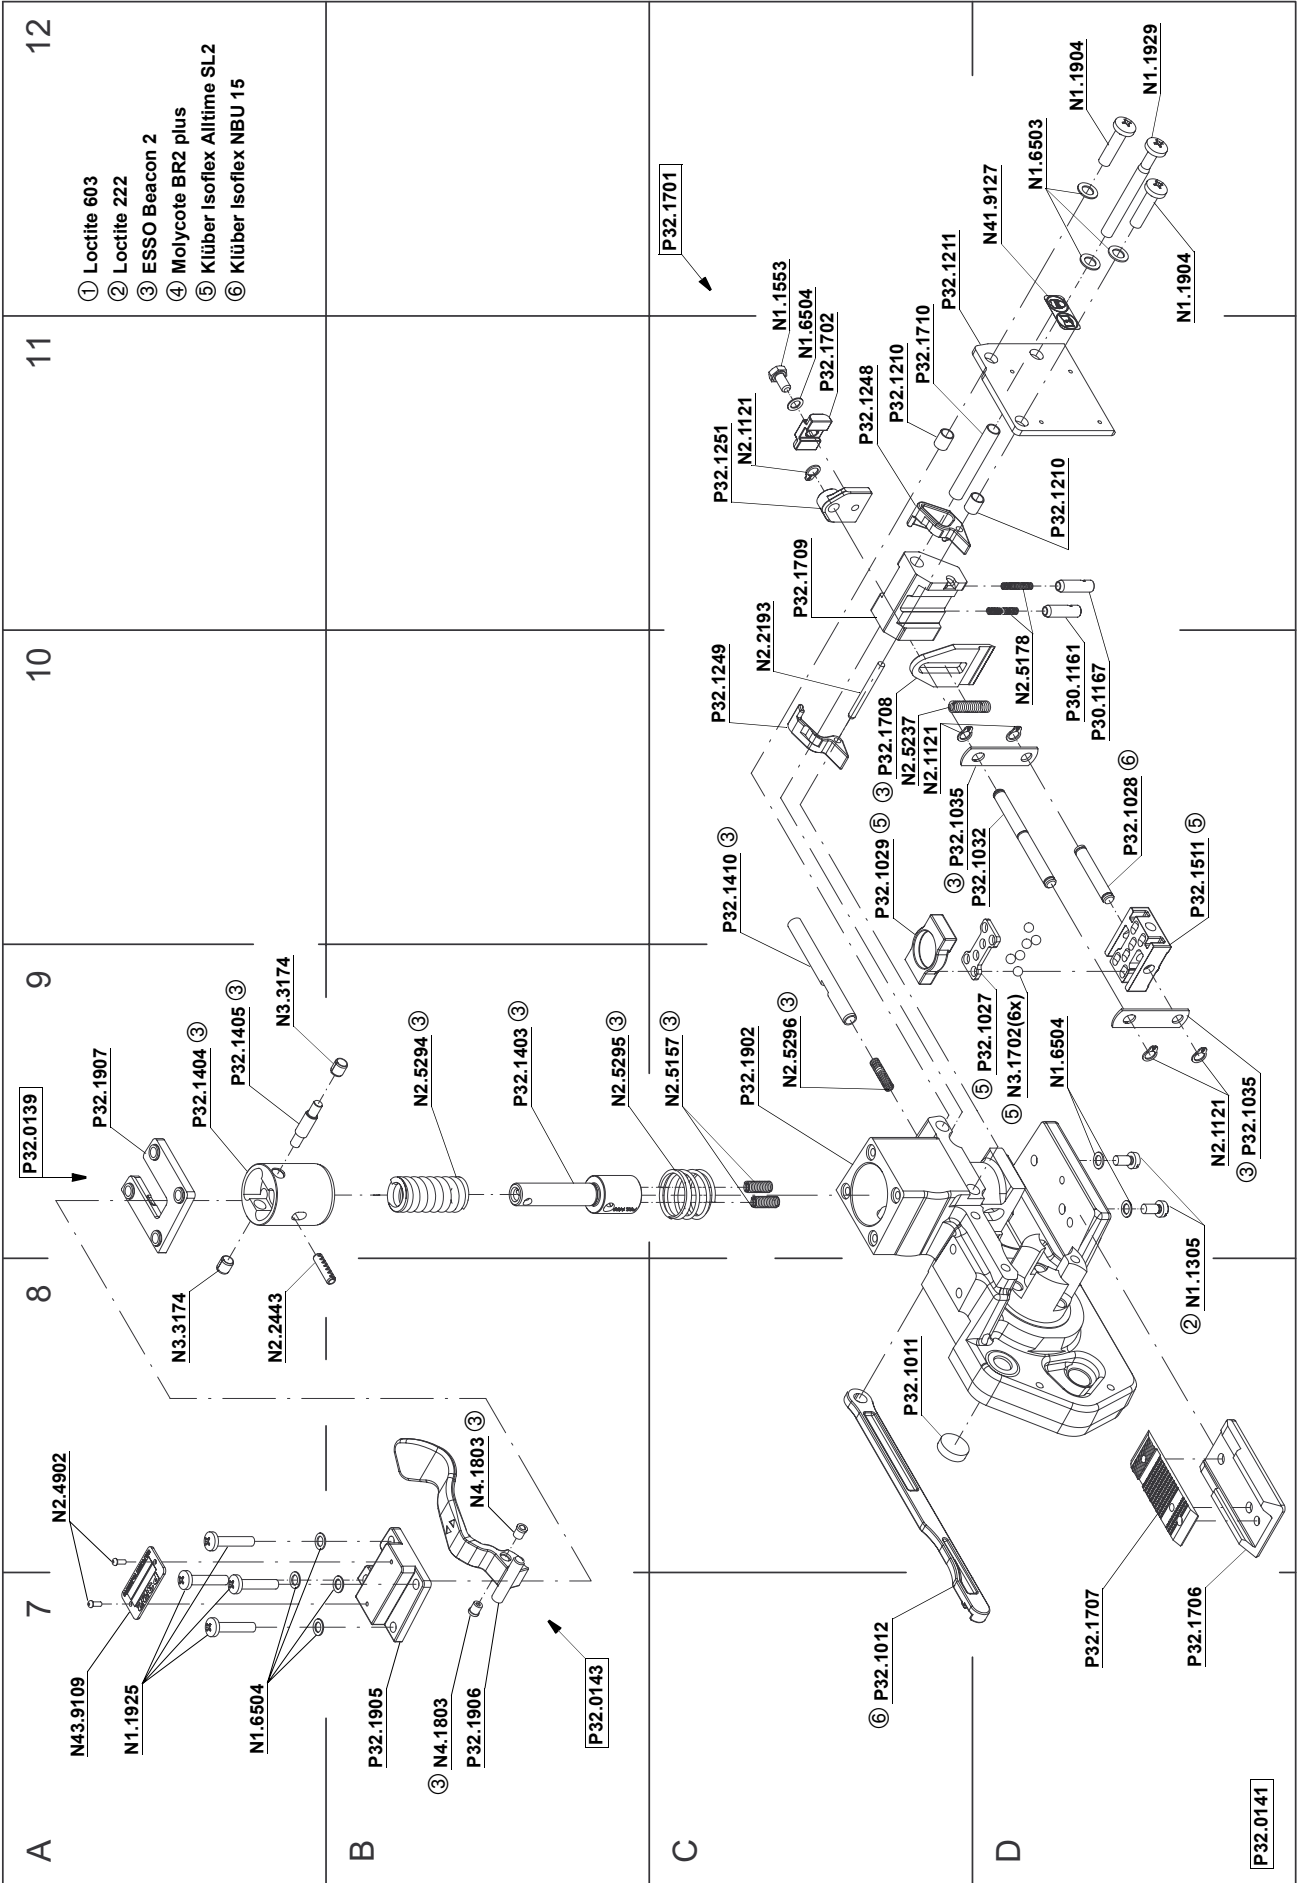 A
B
C
D
7
8
9
10
11
12
① Loctite 603
② Loctite 222
③ ESSO Beacon 2
④ Molycote BR2 plus
⑤ Klüber Isoflex Alltime SL2
⑥ Klüber Isoflex NBU 15
N43.9109
N2.4902
N1.1925
N1.6504
P32.1905
③ N4.1803
P32.1906
N4.1803 ③
P32.0143
P32.0139
P32.1907
P32.1404 ③
P32.1405 ③
N3.3174
N3.3174
N2.2443
N2.5294 ③
P32.1403 ③
N2.5295 ③
N2.5157 ③
P32.1902
N2.5296 ③
P32.1410 ③
P32.1029 ⑤
⑤ P32.1027
⑤ N3.1702(6x)
N1.6504
② N1.1305
P32.1011
⑥ P32.1012
P32.1707
P32.1706
P32.0141
N2.1121
③ P32.1035
P32.1511 ⑤
P32.1028 ⑥
③ P32.1035
P32.1032
③ P32.1708
N2.5237
N2.1121
P32.1249
N2.2193
P32.1709
N2.5178
P30.1161
P30.1167
P32.1251
N2.1121
N1.1553
N1.6504
P32.1702
P32.1248
P32.1210
P32.1710
P32.1210
P32.1211
N41.9127
N1.6503
N1.1904
N1.1929
N1.1904
P32.1701